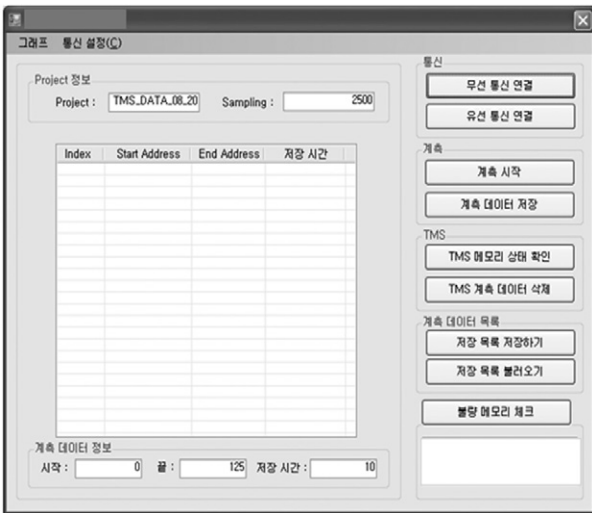 그래프 통신 설정(C)
Project 정보
Project : TMS_DATA_08_20 Sampling : 2500
Index Start Address End Address 저장 시간
계측 데이터 정보
시작 : 0 끝 : 125 저장 시간 : 10
통신
무선 통신 연결
유선 통신 연결
계측
계측 시작
계측 데이터 저장
TMS
TMS 메모리 상태 확인
TMS 계측 데이터 삭제
계측 데이터 목록
저장 목록 저장하기
저장 목록 불러오기
불량 메모리 체크